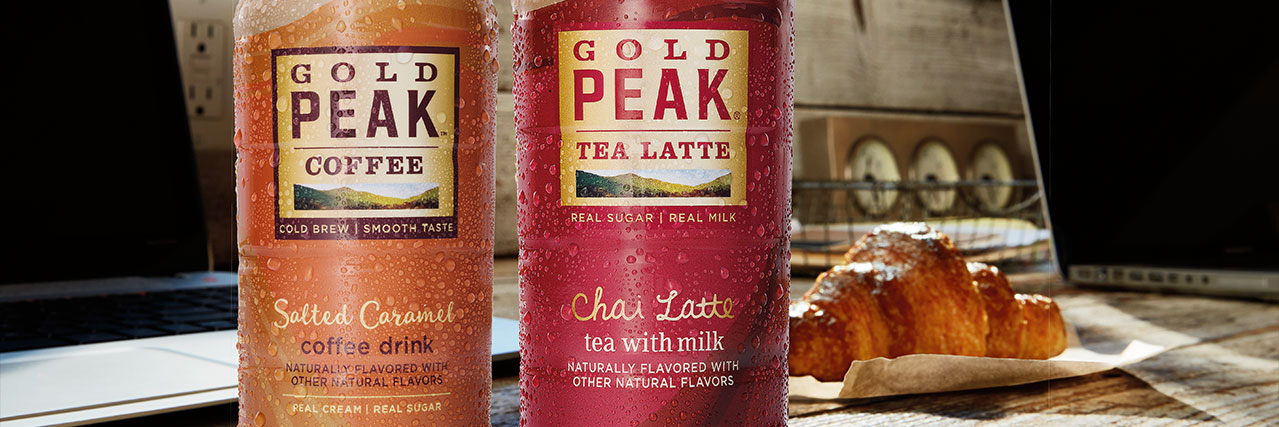 GOLD
PEAK™
COFFEE
COLD BREW | SMOOTH TASTE
Salted Caramel
coffee drink
NATURALLY FLAVORED WITH
OTHER NATURAL FLAVORS
REAL CREAM | REAL SUGAR
GOLD
PEAK®
TEA LATTE
REAL SUGAR | REAL MILK
Chai Latte
tea with milk
NATURALLY FLAVORED WITH
OTHER NATURAL FLAVORS